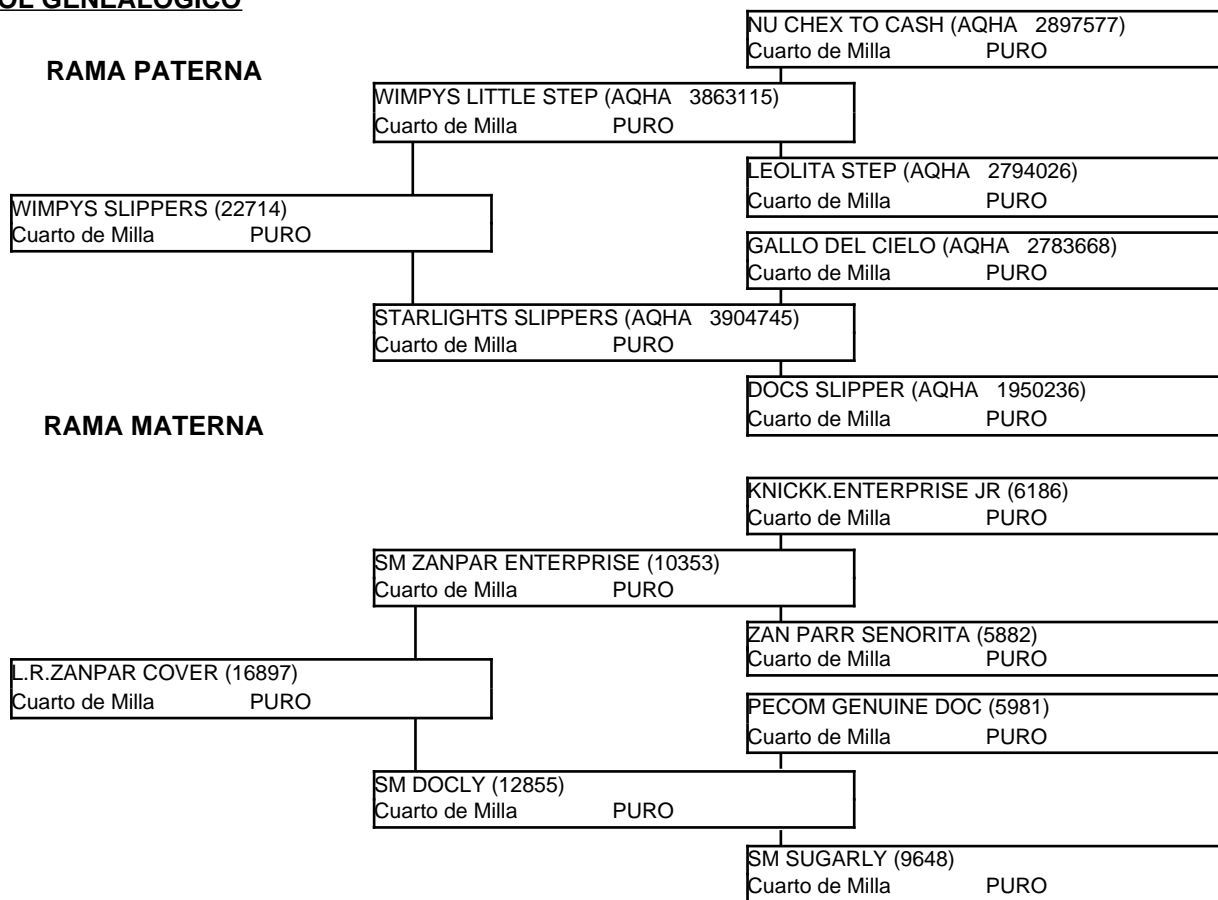 OL GENEALOGICO
NU CHEX TO CASH (AQHA 2897577)
Cuarto de Milla PURO
RAMA PATERNA
WIMPYS LITTLE STEP (AQHA 3863115)
Cuarto de Milla PURO
LEOLITA STEP (AQHA 2794026)
Cuarto de Milla PURO
WIMPYS SLIPPERS (22714)
Cuarto de Milla PURO
GALLO DEL CIELO (AQHA 2783668)
Cuarto de Milla PURO
STARLIGHTS SLIPPERS (AQHA 3904745)
Cuarto de Milla PURO
DOCS SLIPPER (AQHA 1950236)
Cuarto de Milla PURO
RAMA MATERNA
KNICKK.ENTERPRISE JR (6186)
Cuarto de Milla PURO
SM ZANPAR ENTERPRISE (10353)
Cuarto de Milla PURO
ZAN PARR SENORITA (5882)
Cuarto de Milla PURO
L.R.ZANPAR COVER (16897)
Cuarto de Milla PURO
PECOM GENUINE DOC (5981)
Cuarto de Milla PURO
SM DOCLY (12855)
Cuarto de Milla PURO
SM SUGARLY (9648)
Cuarto de Milla PURO